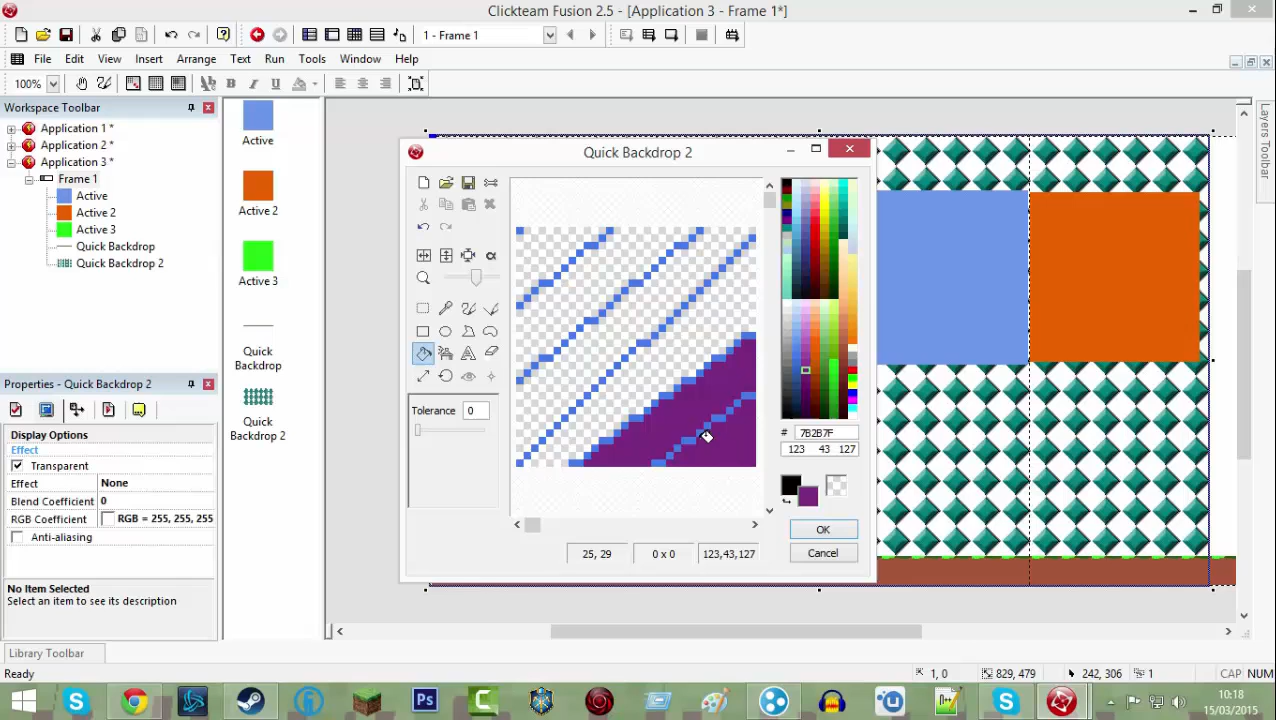 Clickteam Fusion 2.5 - [Application 3 - Frame 1*]
1 - Frame 1
File Edit View Insert Arrange Text Run Tools Window Help
100%
B I U
Workspace Toolbar
Application 1 *
Application 2 *
Application 3 *
Frame 1
Active
Active 2
Active 3
Quick Backdrop
Quick Backdrop 2
Active
Active 2
Active 3
Quick
Backdrop
Quick
Backdrop 2
Properties - Quick Backdrop 2
Display Options
Effect
Transparent
Effect None
Blend Coefficient 0
RGB Coefficient RGB = 255, 255, 255
Anti-aliasing
No Item Selected
Select an item to see its description
Library Toolbar
Ready
Quick Backdrop 2
Tolerance 0
# 7B2B7F
123 43 127
OK
Cancel
25, 29
0 x 0
123,43,127
Layers Toolbar
1, 0
829, 479
242, 306
1
CAP NUM
Ps
10:18
15/03/2015